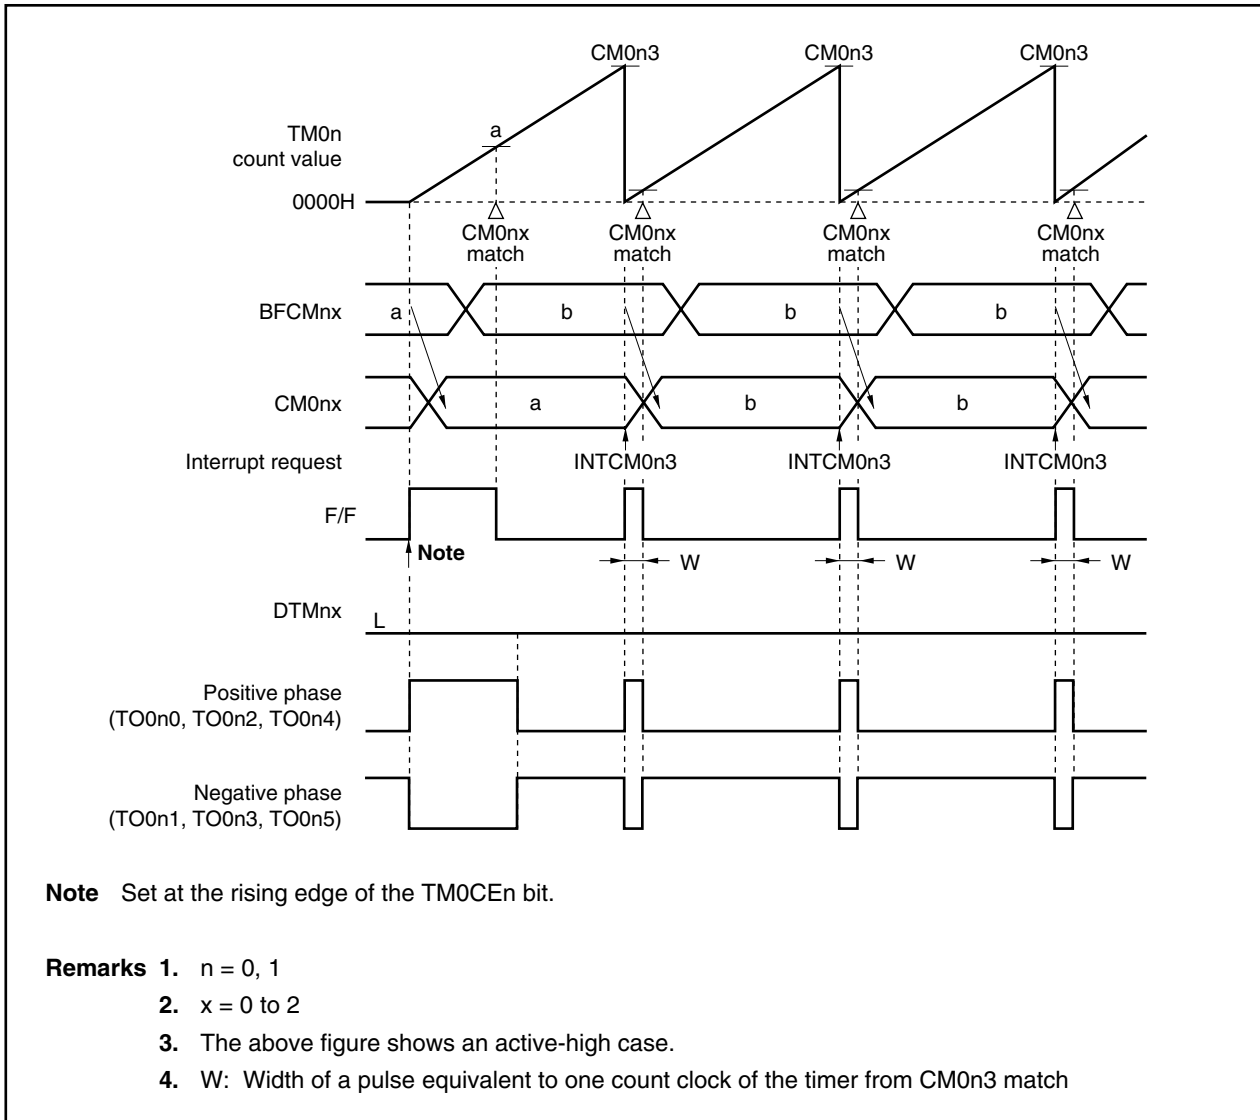 CM0n3 CM0n3 CM0n3
TM0n
count value
a
0000H
CM0nx
match
CM0nx
match
CM0nx
match
CM0nx
match
BFCMnx a b b b
CM0nx a b b
Interrupt request INTCM0n3 INTCM0n3 INTCM0n3
F/F
Note W W W
DTMnx L
Positive phase
(TO0n0, TO0n2, TO0n4)
Negative phase
(TO0n1, TO0n3, TO0n5)
Note Set at the rising edge of the TM0CEn bit.
Remarks 1. n = 0, 1
2. x = 0 to 2
3. The above figure shows an active-high case.
4. W: Width of a pulse equivalent to one count clock of the timer from CM0n3 match